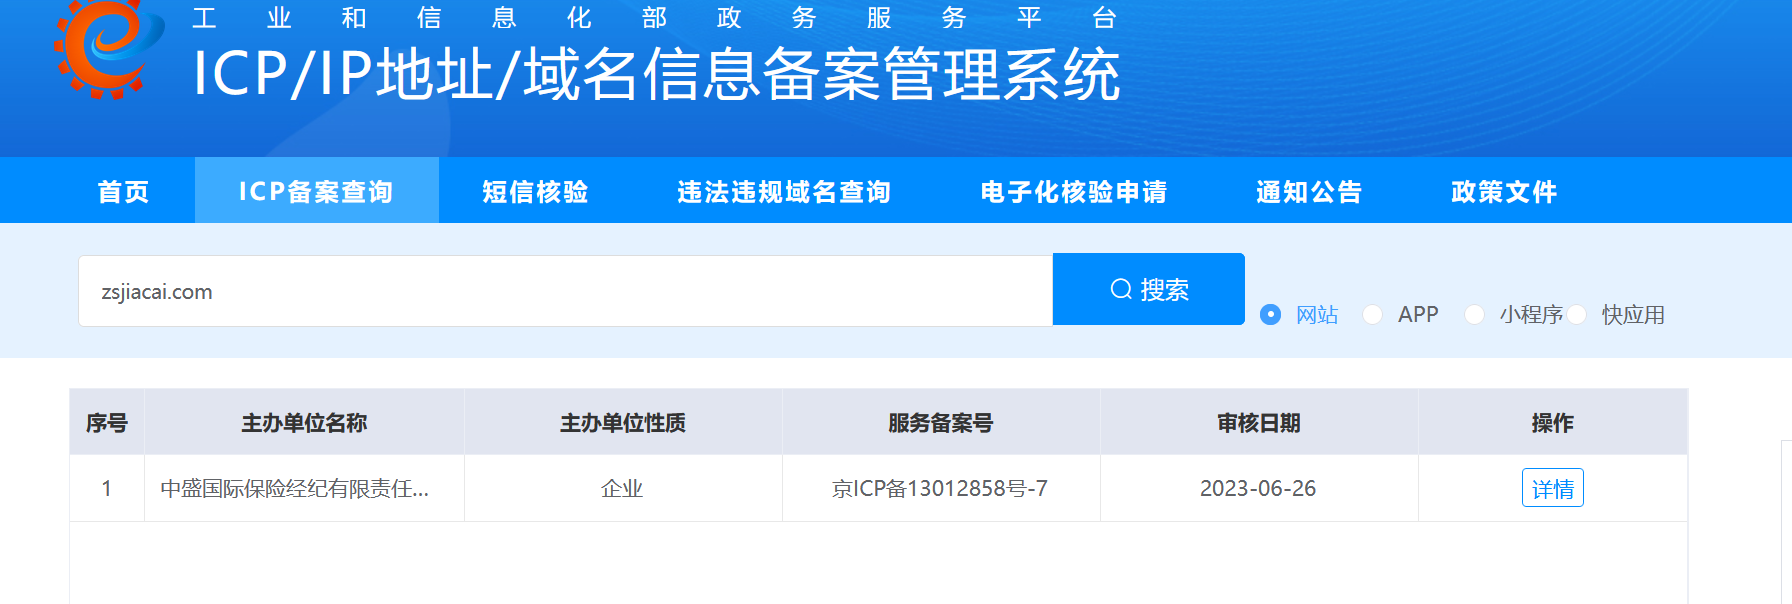 工业和信息化部政务服务平台
ICP/IP地址/域名信息备案管理系统
首页 ICP备案查询 短信核验 违法违规域名查询 电子化核验申请 通知公告 政策文件
zsjiacai.com 搜索 网站 APP 小程序 快应用
序号 主办单位名称 主办单位性质 服务备案号 审核日期 操作
1 中盛国际保险经纪有限责任... 企业 京ICP备13012858号-7 2023-06-26 详情